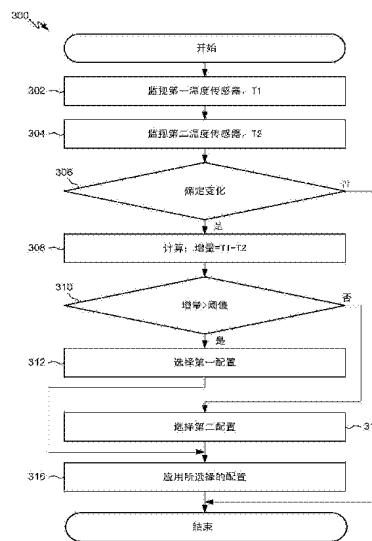 300
开始
302
监视第一温度传感器，T1
304
监视第二温度传感器，T2
306
确定变化
否
是
308
计算：增量=T1-T2
310
增量>阈值
否
是
312
选择第一配置
选择第二配置
316
应用所选择的配置
结束